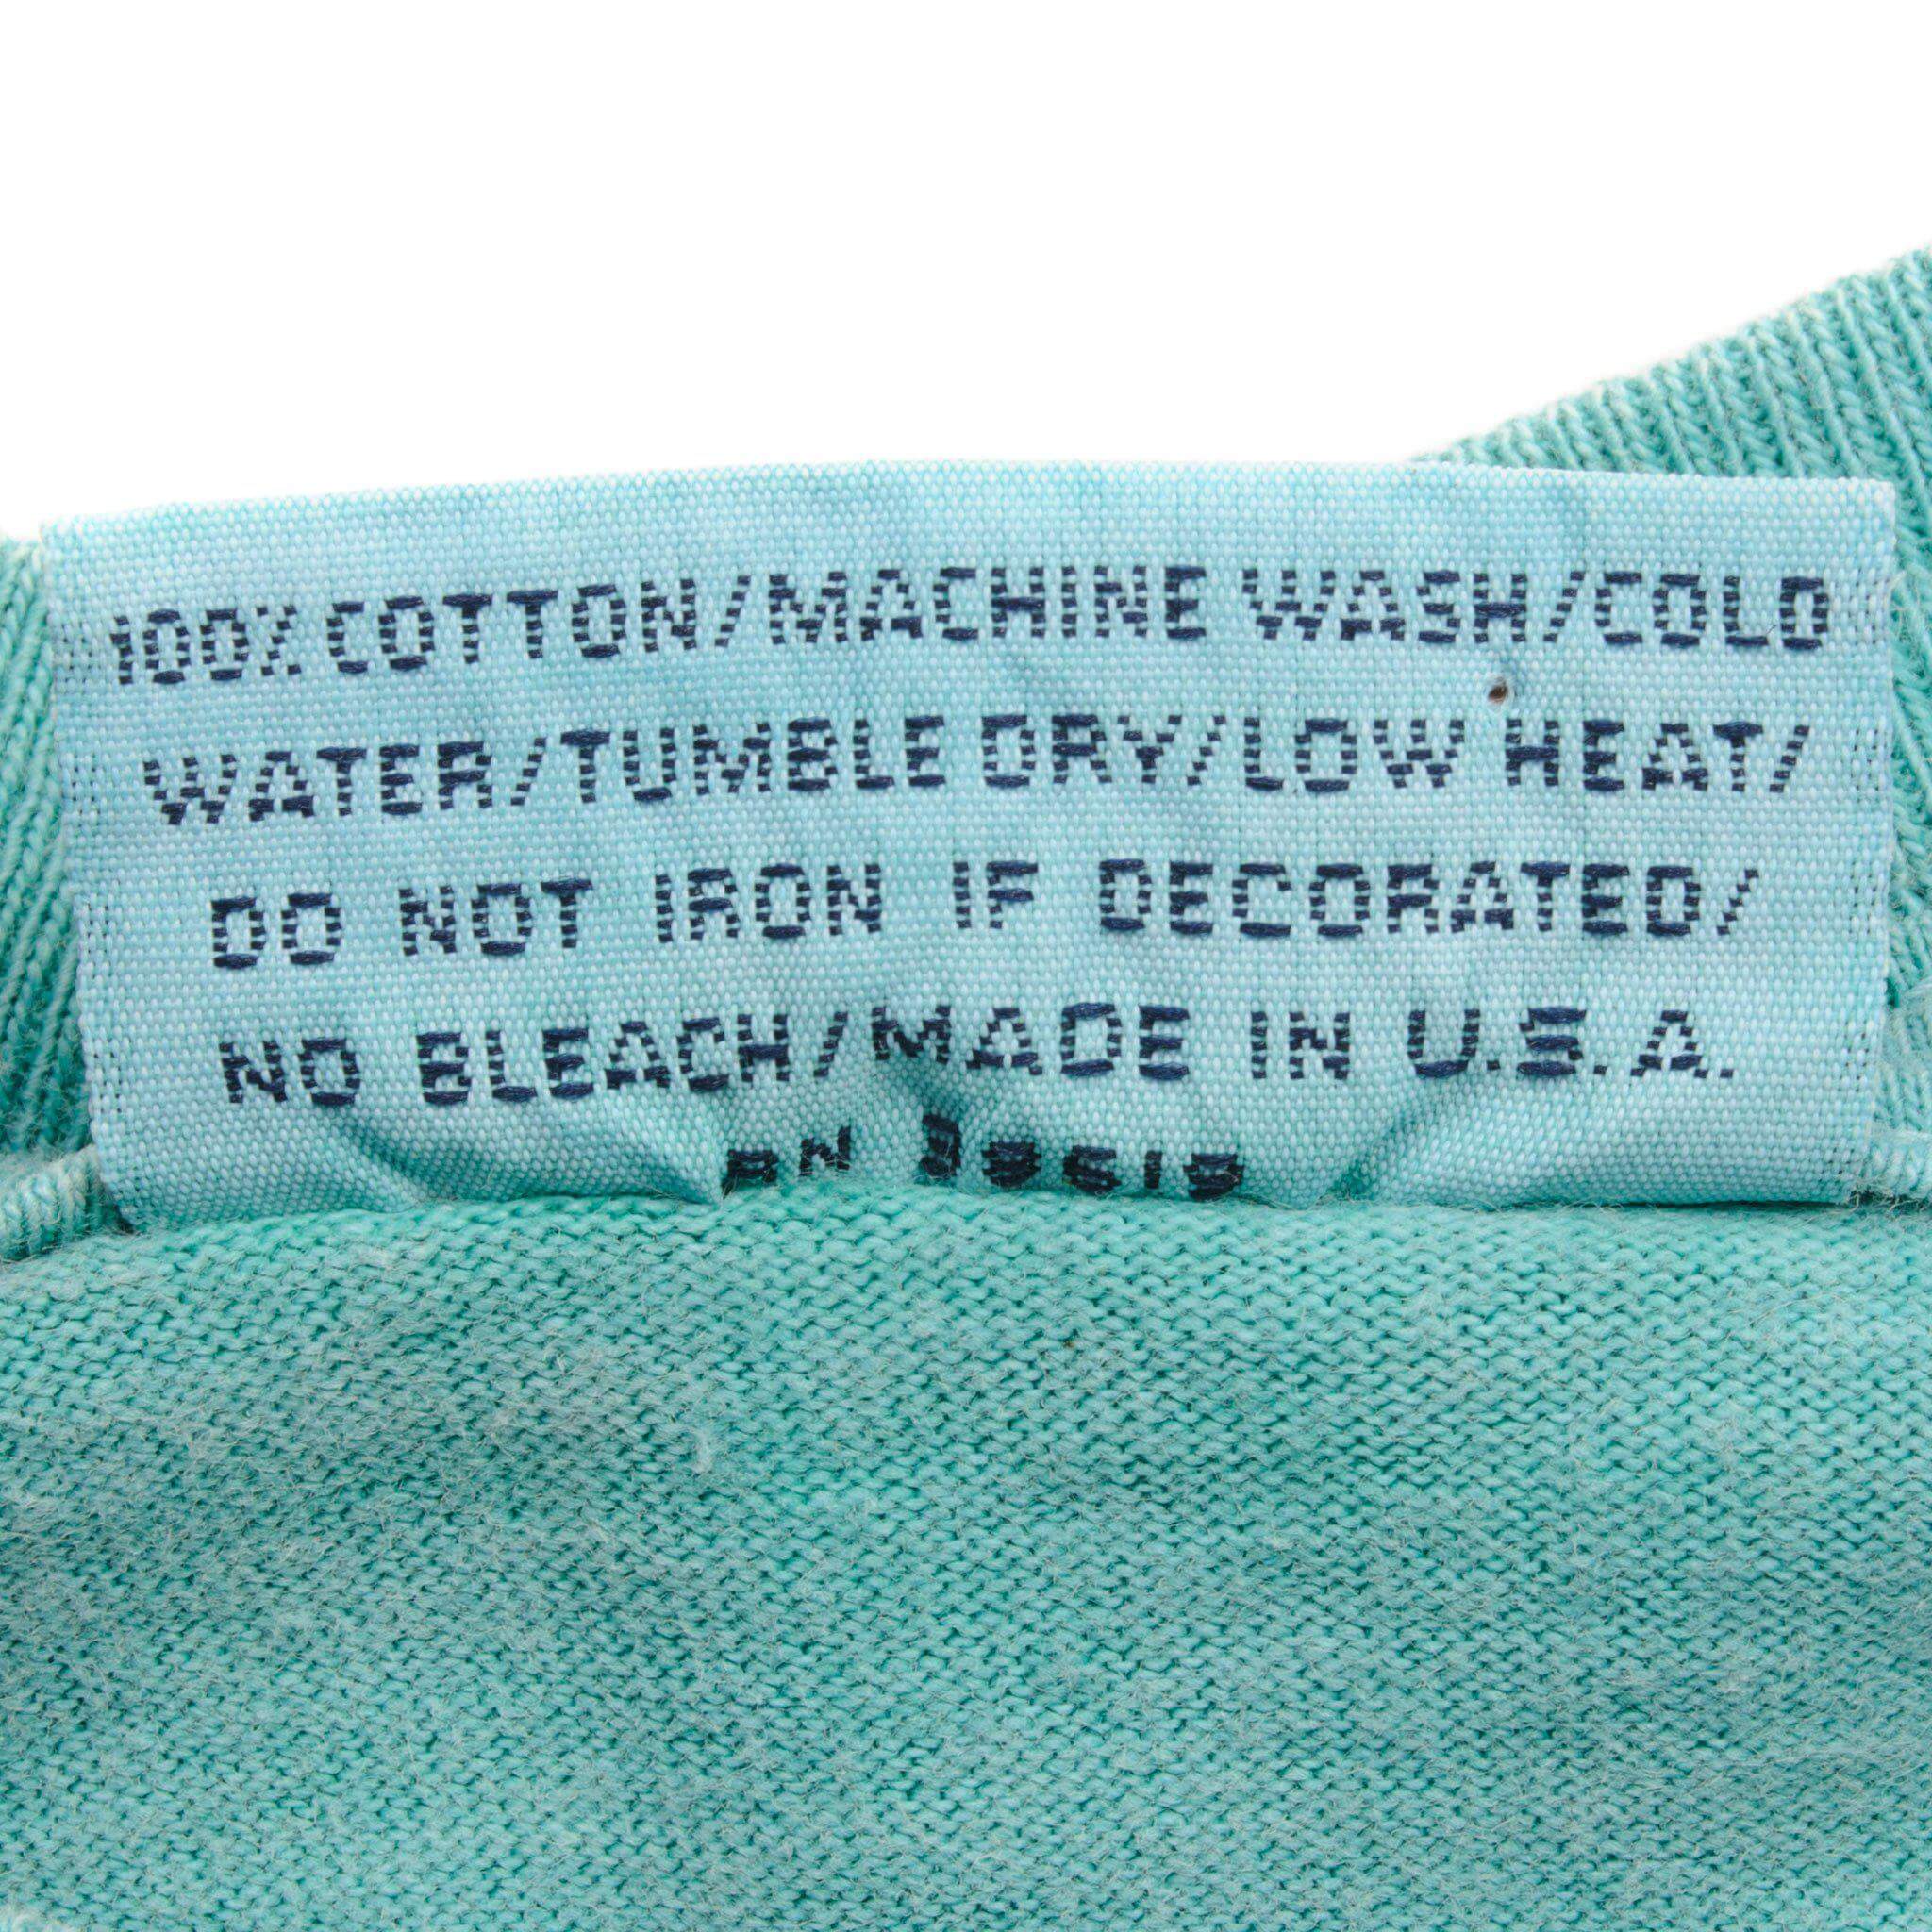 100% COTTON/MACHINE WASH/COLD
WATER/TUMBLE DRY/LOW HEAT/
DO NOT IRON IF DECORATED/
NO BLEACH/MADE IN U.S.A.
RN